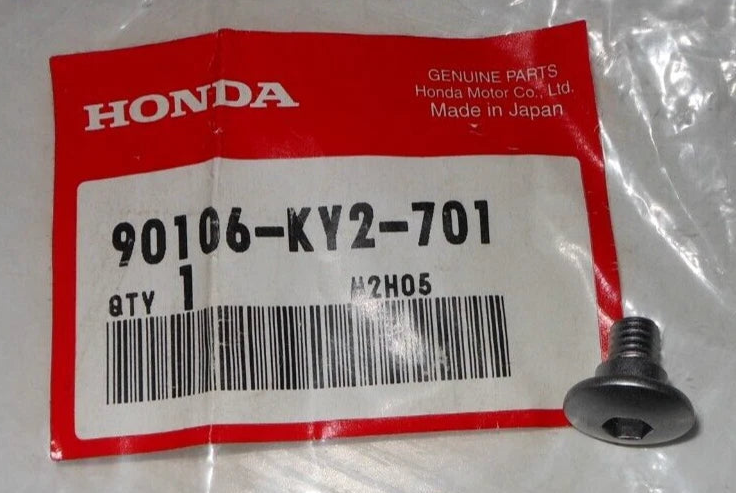 HONDA
GENUINE PARTS
Honda Motor Co., Ltd.
Made in Japan
90106-KY2-701
QTY 1 H2H05